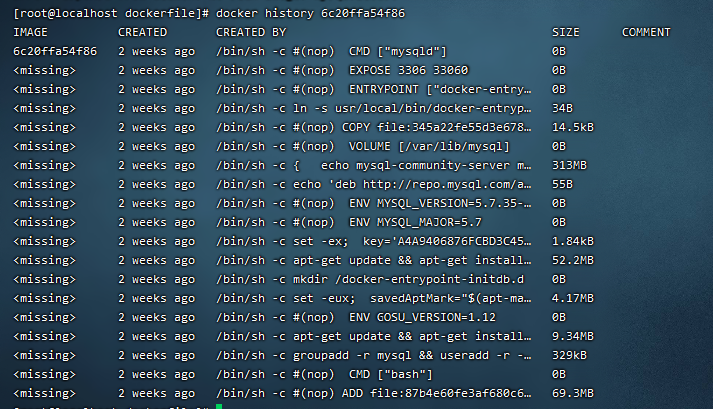 [root@localhost dockerfile]# docker history 6c20ffa54f86
IMAGE CREATED CREATED BY SIZE COMMENT
6c20ffa54f86 2 weeks ago /bin/sh -c #(nop)  CMD ["mysqld"] 0B
<missing> 2 weeks ago /bin/sh -c #(nop)  EXPOSE 3306 33060 0B
<missing> 2 weeks ago /bin/sh -c #(nop)  ENTRYPOINT ["docker-entry… 0B
<missing> 2 weeks ago /bin/sh -c ln -s usr/local/bin/docker-entryp… 34B
<missing> 2 weeks ago /bin/sh -c #(nop) COPY file:345a22fe55d3e678… 14.5kB
<missing> 2 weeks ago /bin/sh -c #(nop)  VOLUME [/var/lib/mysql] 0B
<missing> 2 weeks ago /bin/sh -c {   echo mysql-community-server m… 313MB
<missing> 2 weeks ago /bin/sh -c echo 'deb http://repo.mysql.com/a… 55B
<missing> 2 weeks ago /bin/sh -c #(nop)  ENV MYSQL_VERSION=5.7.35-… 0B
<missing> 2 weeks ago /bin/sh -c #(nop)  ENV MYSQL_MAJOR=5.7 0B
<missing> 2 weeks ago /bin/sh -c set -ex;  key='A4A9406876FCBD3C45… 1.84kB
<missing> 2 weeks ago /bin/sh -c apt-get update && apt-get install… 52.2MB
<missing> 2 weeks ago /bin/sh -c mkdir /docker-entrypoint-initdb.d 0B
<missing> 2 weeks ago /bin/sh -c set -eux;  savedAptMark="$(apt-ma… 4.17MB
<missing> 2 weeks ago /bin/sh -c #(nop)  ENV GOSU_VERSION=1.12 0B
<missing> 2 weeks ago /bin/sh -c apt-get update && apt-get install… 9.34MB
<missing> 2 weeks ago /bin/sh -c groupadd -r mysql && useradd -r -… 329kB
<missing> 2 weeks ago /bin/sh -c #(nop)  CMD ["bash"] 0B
<missing> 2 weeks ago /bin/sh -c #(nop) ADD file:87b4e60fe3af680c6… 69.3MB